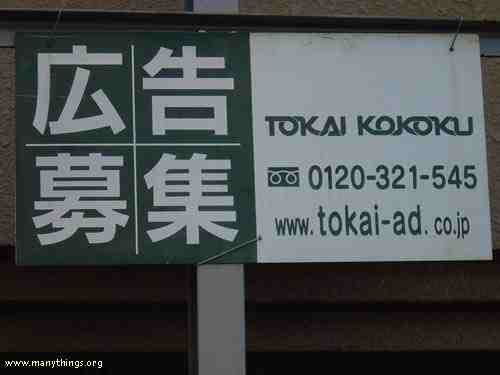 広告
募集
TOKAI KOKOKU
0120-321-545
www.tokai-ad.co.jp
www.manythings.org